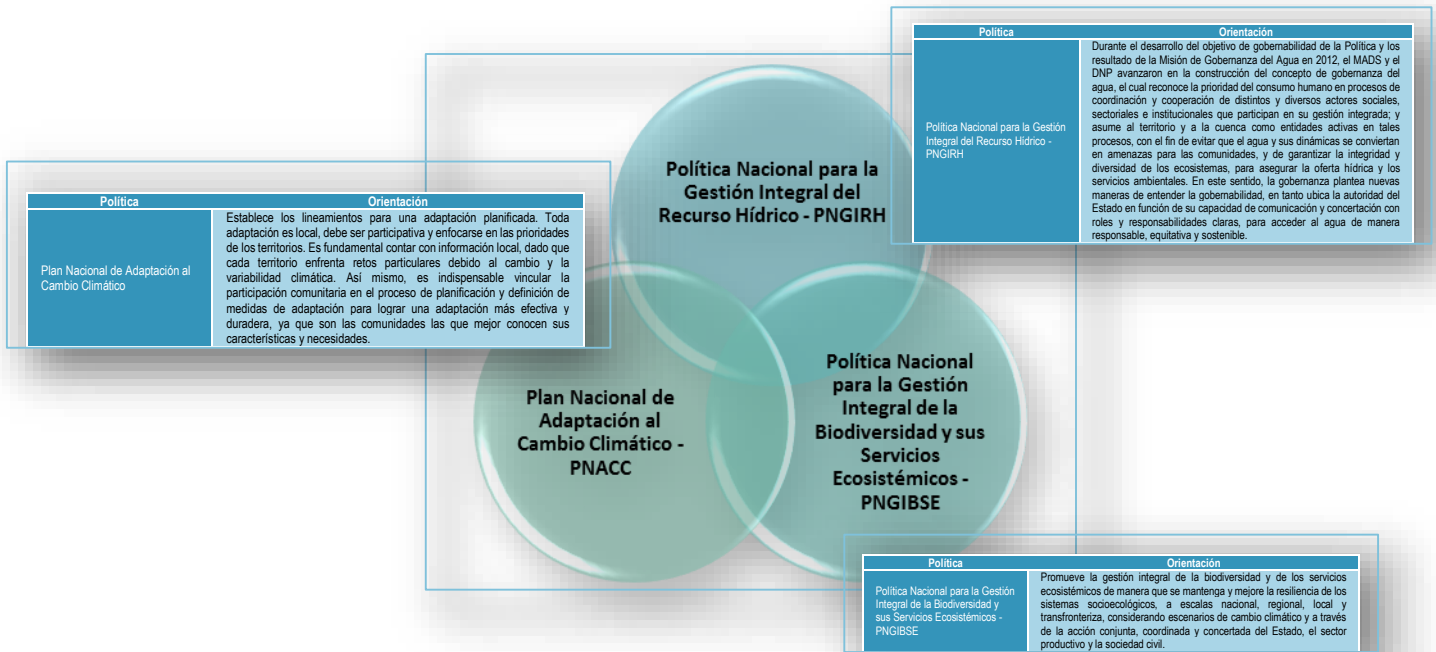 Política Orientación
Política Nacional para la Gestión
Integral del Recurso Hídrico -
PNGIRH
Durante el desarrollo del objetivo de gobernabilidad de la Política y los
resultado de la Misión de Gobernanza del Agua en 2012, el MADS y el
DNP avanzaron en la construcción del concepto de gobernanza del
agua, el cual reconoce la prioridad del consumo humano en procesos de
coordinación y cooperación de distintos y diversos actores sociales,
sectoriales e institucionales que participan en su gestión integrada; y
asume al territorio y a la cuenca como entidades activas en tales
procesos, con el fin de evitar que el agua y sus dinámicas se conviertan
en amenazas para las comunidades, y de garantizar la integridad y
diversidad de los ecosistemas, para asegurar la oferta hídrica y los
servicios ambientales. En este sentido, la gobernanza plantea nuevas
maneras de entender la gobernabilidad, en tanto ubica la autoridad del
Estado en función de su capacidad de comunicación y concertación con
roles y responsabilidades claras, para acceder al agua de manera
responsable, equitativa y sostenible.
Política Nacional para la
Gestión Integral del
Recurso Hídrico - PNGIRH
Política Orientación
Plan Nacional de Adaptación al
Cambio Climático
Establece los lineamientos para una adaptación planificada. Toda
adaptación es local, debe ser participativa y enfocarse en las prioridades
de los territorios. Es fundamental contar con información local, dado que
cada territorio enfrenta retos particulares debido al cambio y la
variabilidad climática. Así mismo, es indispensable vincular la
participación comunitaria en el proceso de planificación y definición de
medidas de adaptación para lograr una adaptación más efectiva y
duradera, ya que son las comunidades las que mejor conocen sus
características y necesidades.
Plan Nacional de
Adaptación al
Cambio Climático -
PNACC
Política Nacional
para la Gestión
Integral de la
Biodiversidad y sus
Servicios
Ecosistémicos -
PNGIBSE
Política Orientación
Política Nacional para la Gestión
Integral de la Biodiversidad y
sus Servicios Ecosistémicos -
PNGIBSE
Promueve la gestión integral de la biodiversidad y de los servicios
ecosistémicos de manera que se mantenga y mejore la resiliencia de los
sistemas socioecológicos, a escalas nacional, regional, local y
transfronteriza, considerando escenarios de cambio climático y a través
de la acción conjunta, coordinada y concertada del Estado, el sector
productivo y la sociedad civil.